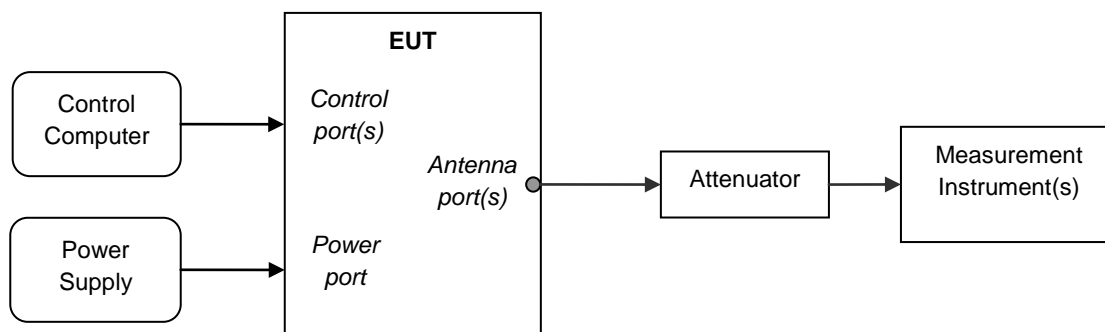 EUT
Control
Computer
Control
port(s)
Antenna
port(s)
Attenuator
Measurement
Instrument(s)
Power
Supply
Power
port